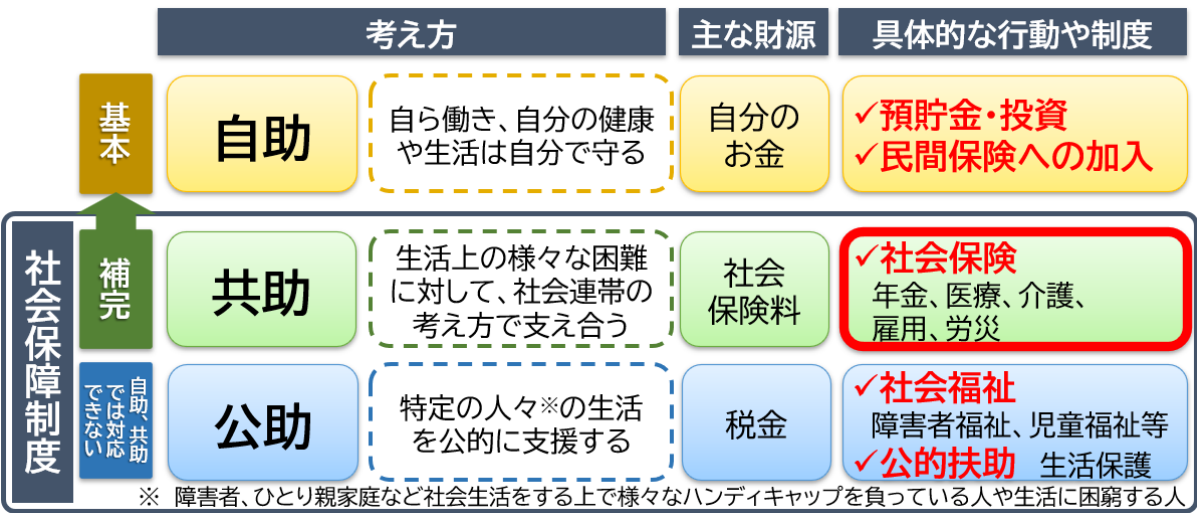 考え方
主な財源
具体的な行動や制度
基本
自助
自ら働き、自分の健康
や生活は自分で守る
自分の
お金
✓預貯金・投資
✓民間保険への加入
社会保障制度
補完
共助
生活上の様々な困難
に対して、社会連帯の
考え方で支え合う
社会
保険料
✓社会保険
年金、医療、介護、
雇用、労災
自助、共助
では対応
できない
公助
特定の人々※の生活
を公的に支援する
税金
✓社会福祉
障害者福祉、児童福祉等
✓公的扶助 生活保護
※ 障害者、ひとり親家庭など社会生活をする上で様々なハンディキャップを負っている人や生活に困窮する人